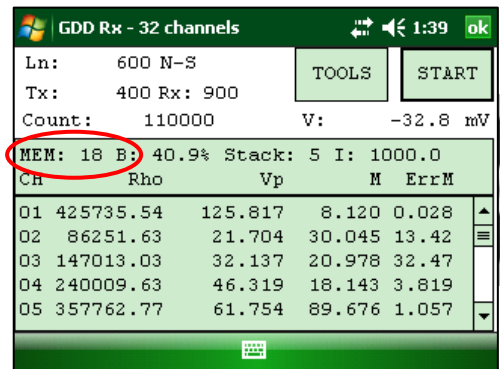 GDD Rx - 32 channels 1:39 ok
Ln: 600 N-S
Tx: 400 Rx: 900
TOOLS START
Count: 110000 V: -32.8 mV
MEM: 18 B: 40.9% Stack: 5 I: 1000.0
CH Rho Vp M ErrM
01 425735.54 125.817 8.120 0.028
02 86251.63 21.704 30.045 13.42
03 147013.03 32.137 20.978 32.47
04 240009.63 46.319 18.143 3.819
05 357762.77 61.754 89.676 1.057